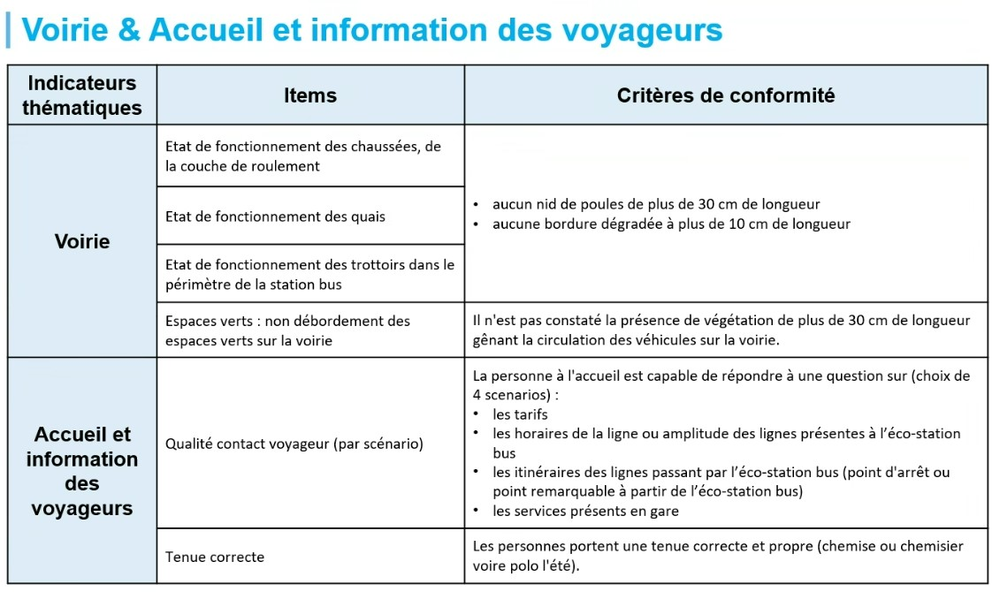 Voirie & Accueil et information des voyageurs
Indicateurs
thématiques
Items
Critères de conformité
Voirie
Etat de fonctionnement des chaussées, de
la couche de roulement
Etat de fonctionnement des quais
Etat de fonctionnement des trottoirs dans le
périmètre de la station bus
• aucun nid de poules de plus de 30 cm de longueur
• aucune bordure dégradée à plus de 10 cm de longueur
Espaces verts : non débordement des
espaces verts sur la voirie
Il n'est pas constaté la présence de végétation de plus de 30 cm de longueur
gênant la circulation des véhicules sur la voirie.
Accueil et
information
des
voyageurs
Qualité contact voyageur (par scénario)
La personne à l'accueil est capable de répondre à une question sur (choix de
4 scenarios) :
• les tarifs
• les horaires de la ligne ou amplitude des lignes présentes à l’éco-station
bus
• les itinéraires des lignes passant par l’éco-station bus (point d'arrêt ou
point remarquable à partir de l’éco-station bus)
• les services présents en gare
Tenue correcte
Les personnes portent une tenue correcte et propre (chemise ou chemisier
voire polo l'été).